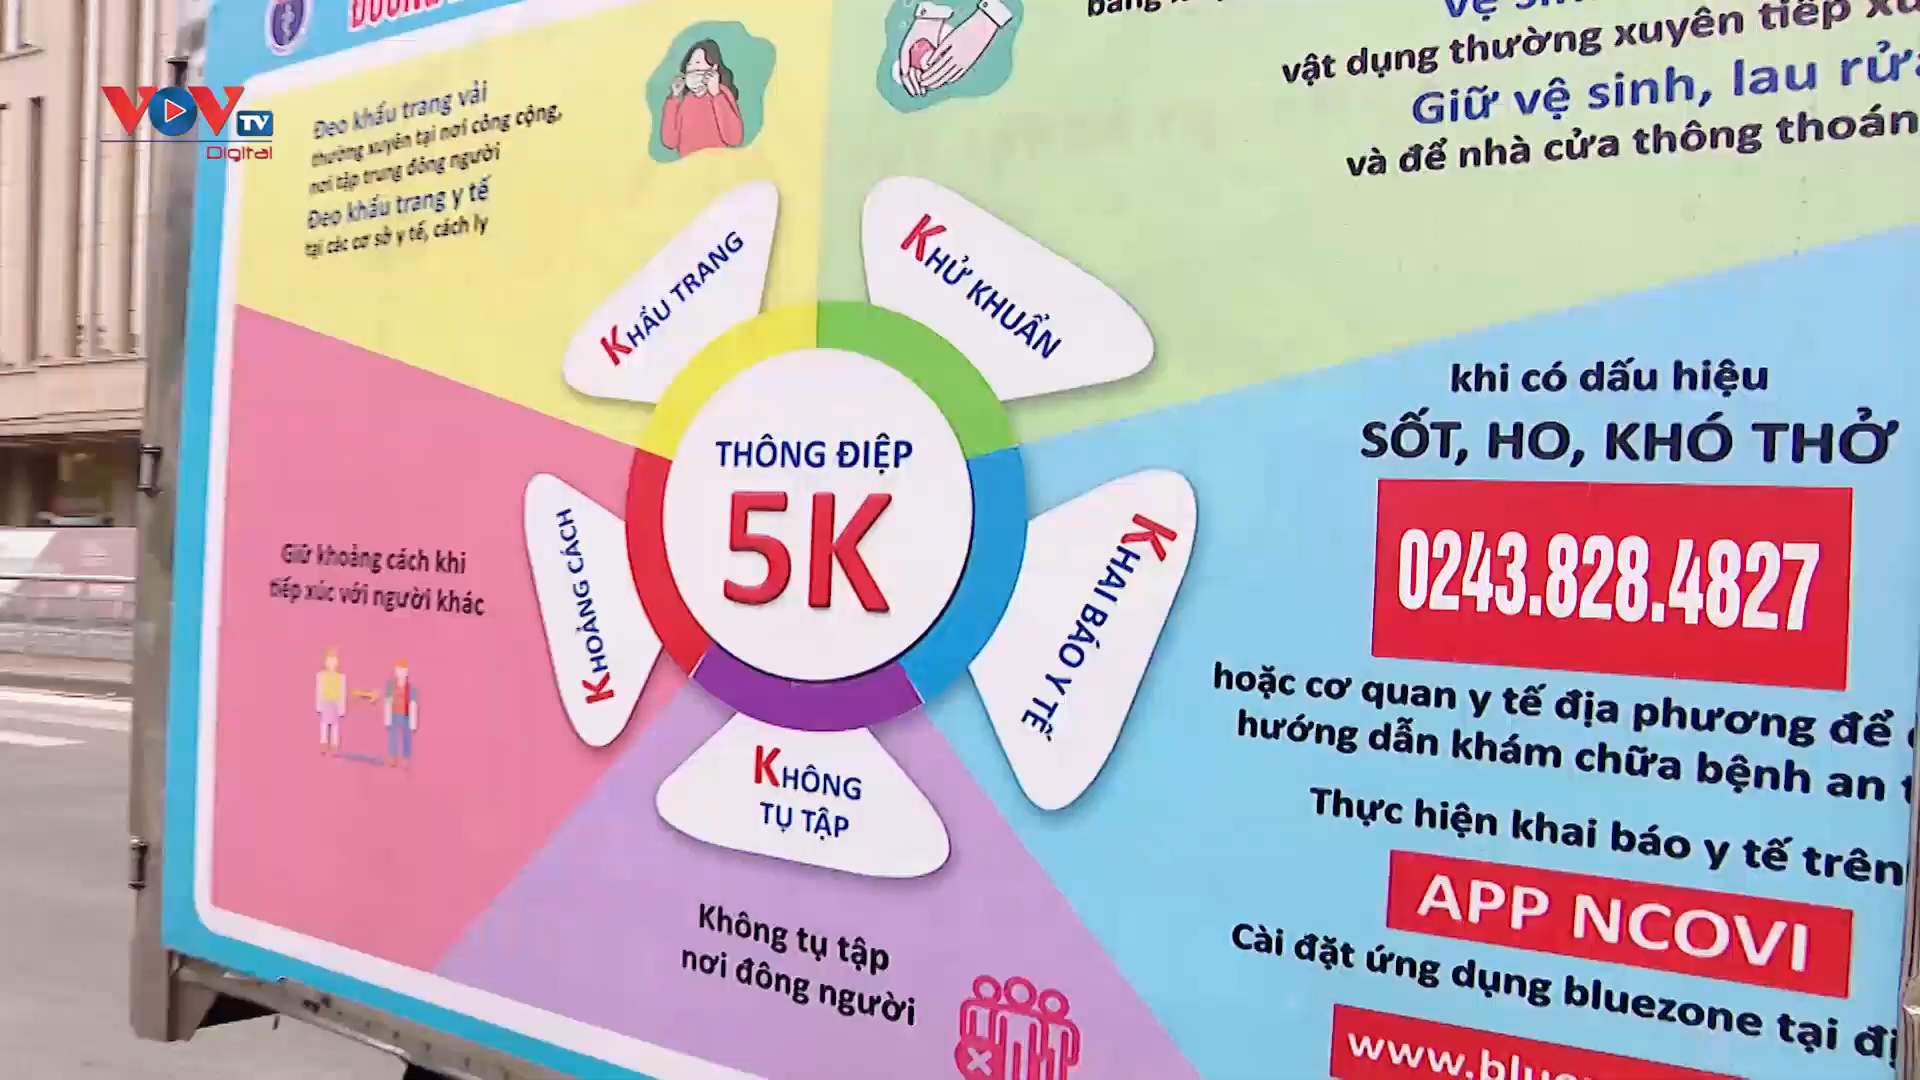 VOV TV
Digital
Đeo khẩu trang vải
thường xuyên tại nơi công cộng,
nơi tập trung đông người
Đeo khẩu trang y tế
tại các cơ sở y tế, cách ly
vật dụng thường xuyên tiếp
Giữ vệ sinh, lau
và để nhà cửa thông
KHẨU TRANG
KHỬ KHUẨN
THÔNG ĐIỆP
5K
KHOẢNG CÁCH
KHAI BÁO Y TẾ
KHÔNG
TỤ TẬP
Giữ khoảng cách khi
tiếp xúc với người khác
Không tụ tập
nơi đông người
khi có dấu hiệu
SỐT, HO, KHÓ THỞ
0243.828.4827
hoặc cơ quan y tế địa phương để
hướng dẫn khám chữa bệnh an
Thực hiện khai báo y tế trên
APP NCOVI
Cài đặt ứng dụng bluezone tại